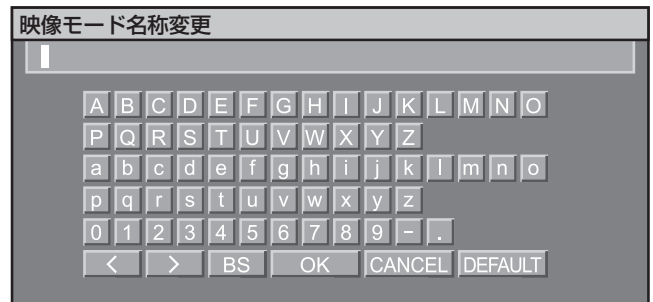 映像モード名称変更
A B C D E F G H I J K L M N O
P Q R S T U V W X Y Z
a b c d e f g h i j k l m n o
p q r s t u v w x y z
0 1 2 3 4 5 6 7 8 9 - .
< > BS OK CANCEL DEFAULT